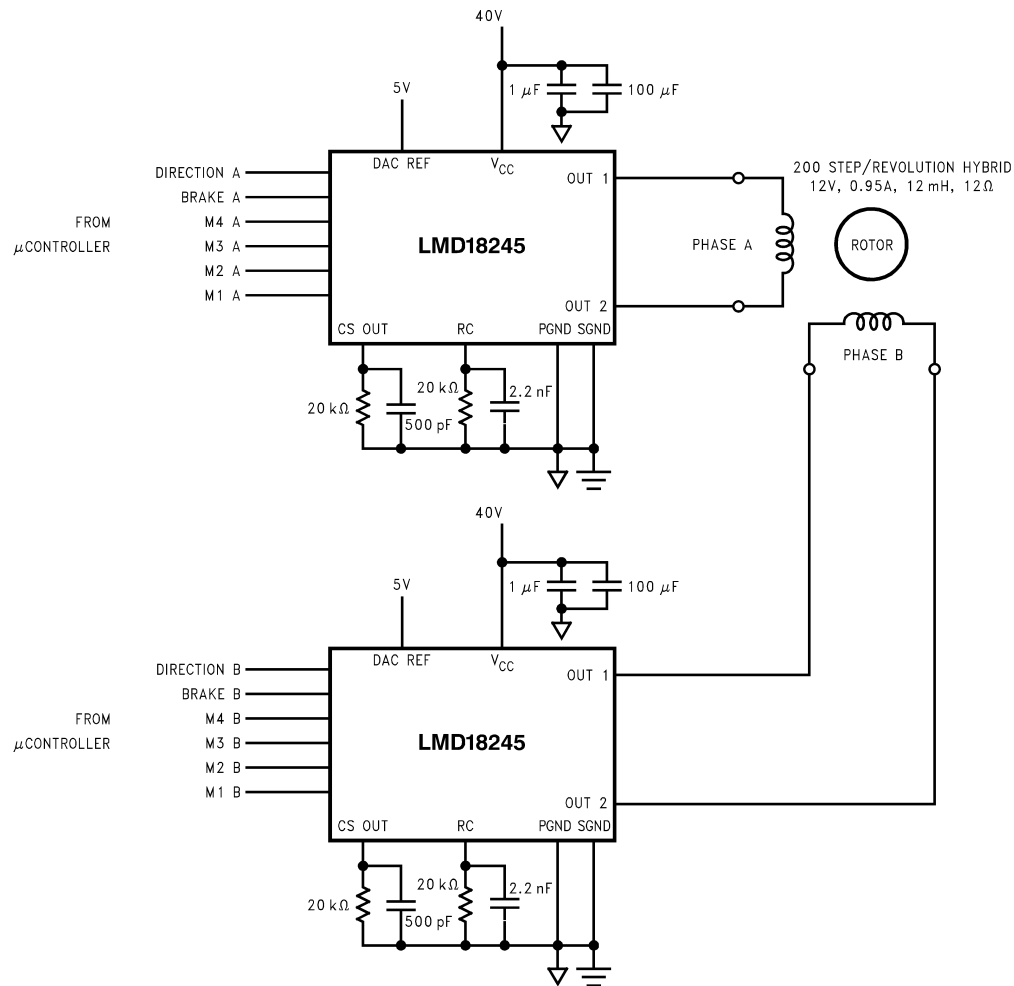 40V
1 μF
100 μF
5V
DAC REF
VCC
DIRECTION A
BRAKE A
M4 A
M3 A
M2 A
M1 A
FROM
μCONTROLLER
LMD18245
OUT 1
OUT 2
CS OUT
RC
PGND
SGND
20 kΩ
500 pF
20 kΩ
2.2 nF
PHASE A
200 STEP/REVOLUTION HYBRID
12V, 0.95A, 12 mH, 12Ω
ROTOR
PHASE B
40V
1 μF
100 μF
5V
DAC REF
VCC
DIRECTION B
BRAKE B
M4 B
M3 B
M2 B
M1 B
FROM
μCONTROLLER
LMD18245
OUT 1
OUT 2
CS OUT
RC
PGND
SGND
20 kΩ
500 pF
20 kΩ
2.2 nF